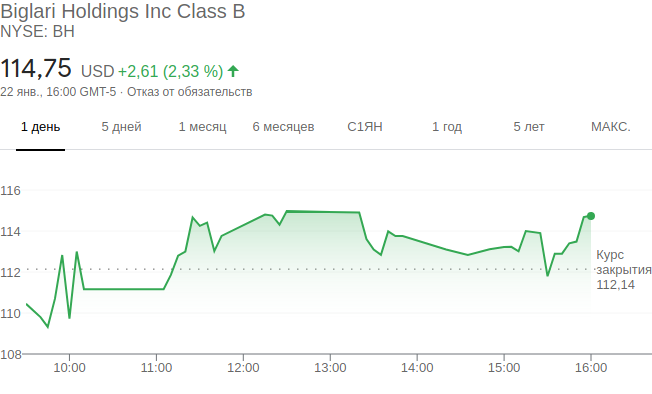 Biglari Holdings Inc Class B
NYSE: BH
114,75 USD +2,61 (2,33 %)
22 янв., 16:00 GMT-5 · Отказ от обязательств
1 день 5 дней 1 месяц 6 месяцев С1ЯН 1 год 5 лет МАКС.
116
114
Курс
112 закрытия
112,14
110
108
10:00 11:00 12:00 13:00 14:00 15:00 16:00